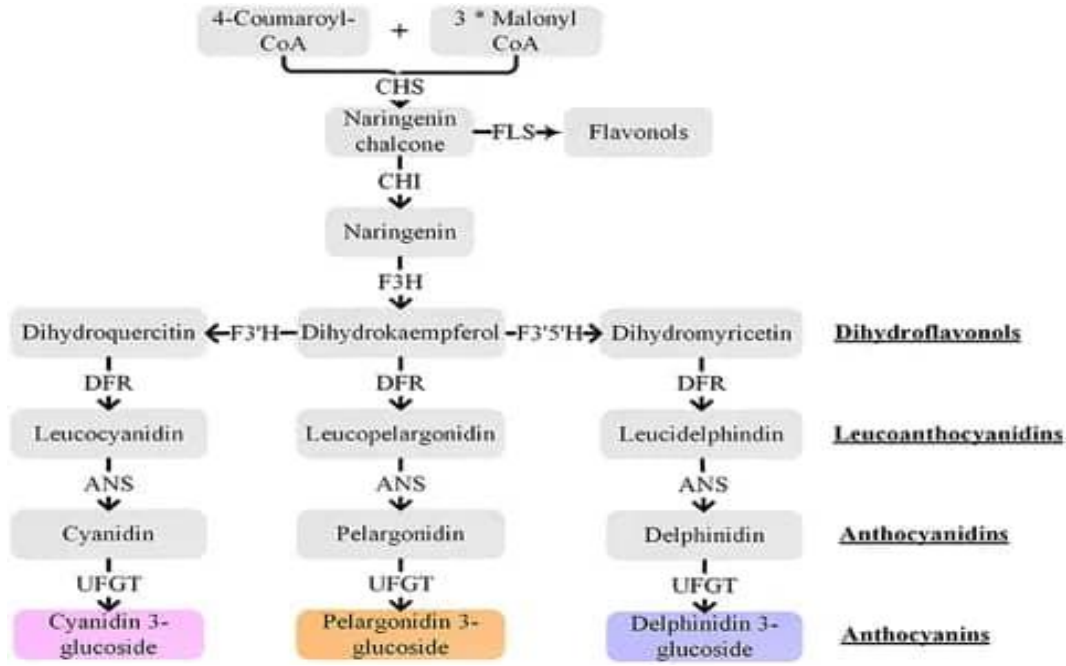 4-Coumaroyl-
CoA
+
3 * Malonyl
CoA
CHS
Naringenin
chalcone
FLS
Flavonols
CHI
Naringenin
F3H
Dihydroquercitin
F3'H
Dihydrokaempferol
F3'5'H
Dihydromyricetin
Dihydroflavonols
DFR
DFR
DFR
Leucocyanidin
Leucopelargonidin
Leucidelphindin
Leucoanthocyanidins
ANS
ANS
ANS
Cyanidin
Pelargonidin
Delphinidin
Anthocyanidins
UFGT
UFGT
UFGT
Cyanidin 3-
glucoside
Pelargonidin 3-
glucoside
Delphinidin 3-
glucoside
Anthocyanins